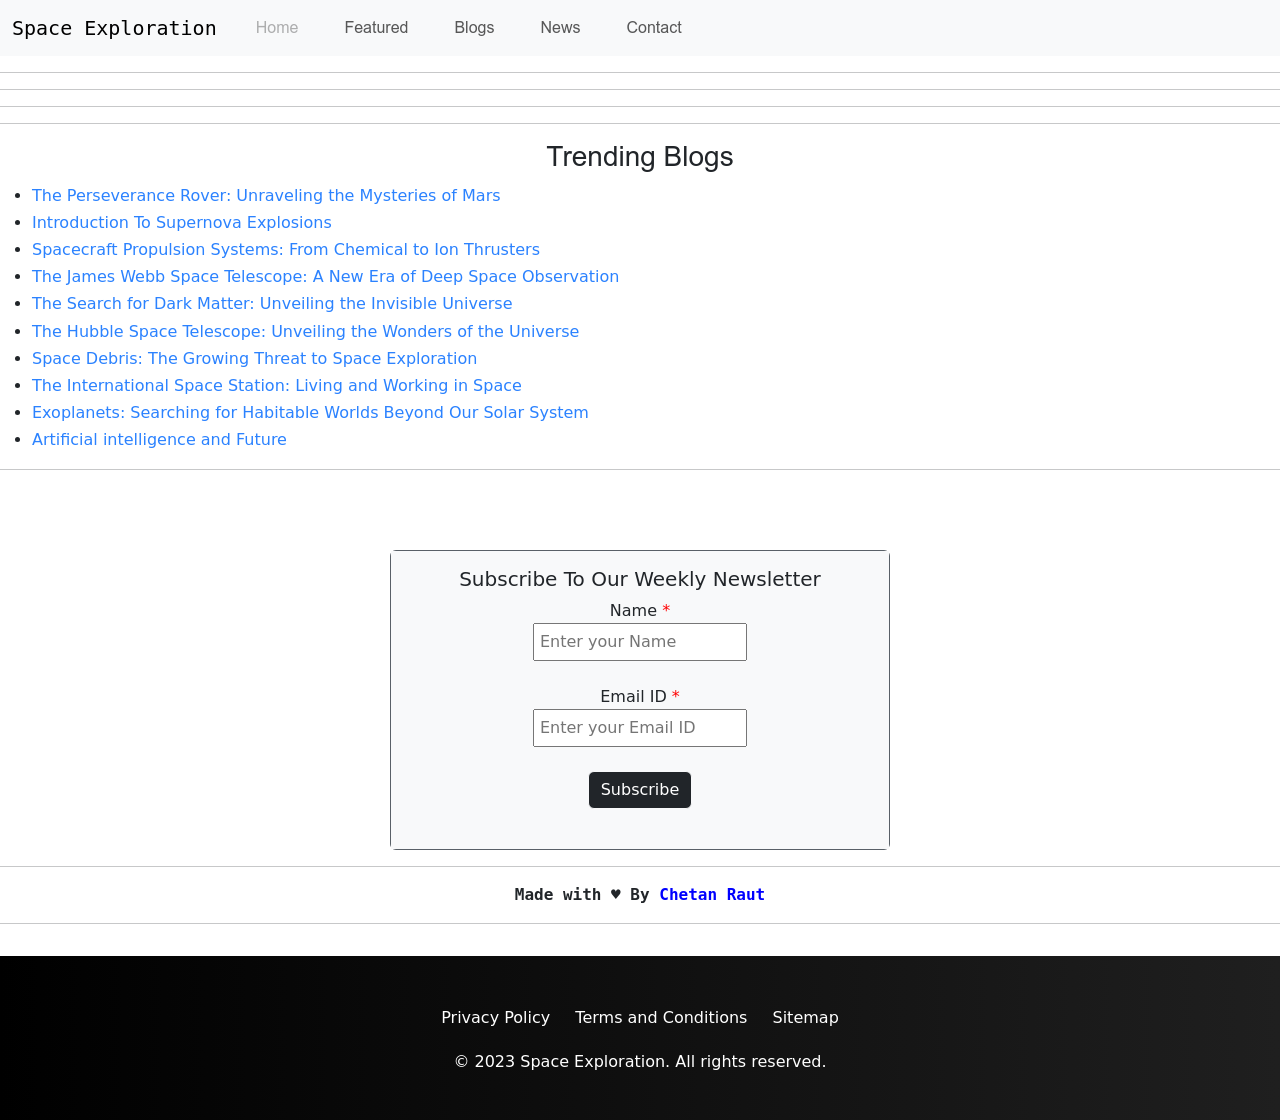 Space Exploration Home Featured Blogs News Contact
Trending Blogs
The Perseverance Rover: Unraveling the Mysteries of Mars
Introduction To Supernova Explosions
Spacecraft Propulsion Systems: From Chemical to Ion Thrusters
The James Webb Space Telescope: A New Era of Deep Space Observation
The Search for Dark Matter: Unveiling the Invisible Universe
The Hubble Space Telescope: Unveiling the Wonders of the Universe
Space Debris: The Growing Threat to Space Exploration
The International Space Station: Living and Working in Space
Exoplanets: Searching for Habitable Worlds Beyond Our Solar System
Artificial intelligence and Future
Subscribe To Our Weekly Newsletter
Name *
Enter your Name
Email ID *
Enter your Email ID
Subscribe
Made with ♥ By Chetan Raut
Privacy Policy Terms and Conditions Sitemap
© 2023 Space Exploration. All rights reserved.